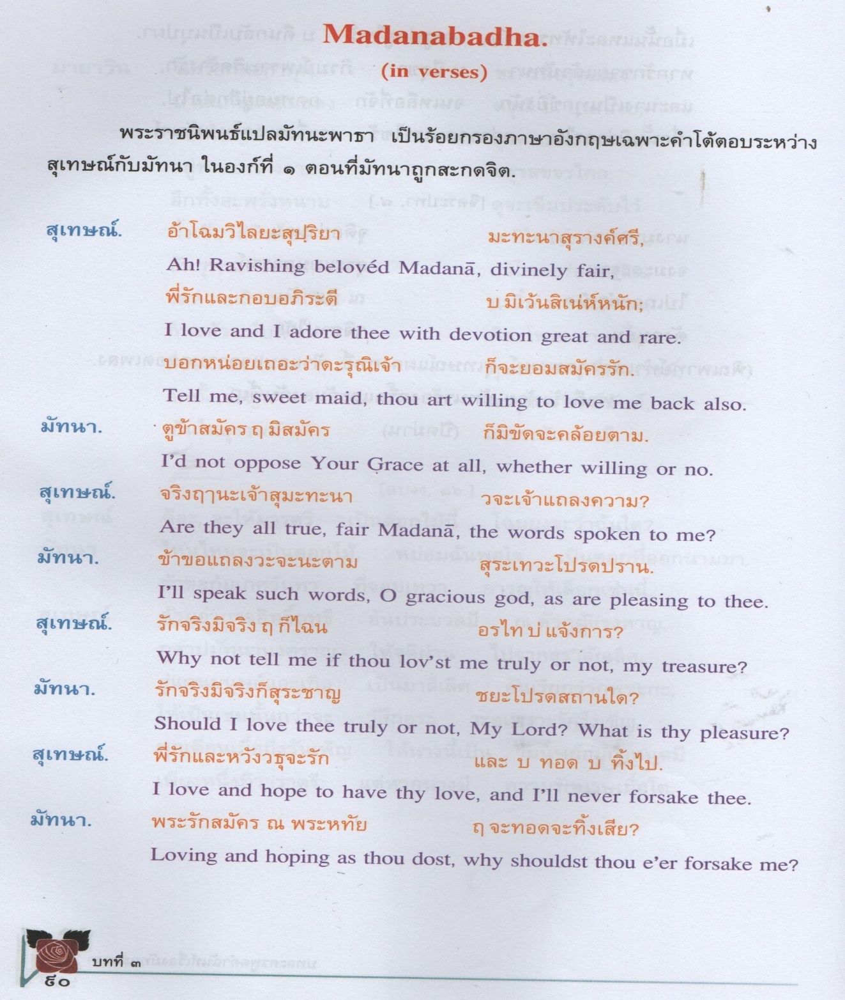 Madanabadha.
(in verses)
พระราชนิพนธ์แปลมัทนะพาธา เป็นร้อยกรองภาษาอังกฤษเฉพาะคำโต้ตอบระหว่าง
สุเทษณ์กับมัทนา ในองก์ที่ ๑ ตอนที่มัทนาถูกสะกดจิต.
สุเทษณ์. อ้าโฉมวิไลยะสุปฺริยา มะทะนาสุรางค์ศรี,
Ah! Ravishing belovéd Madanā, divinely fair,
พี่รักและกอบอภิระตี บ มิเว้นสิเน่ห์หนัก;
I love and I adore thee with devotion great and rare.
บอกหน่อยเถอะว่าดะรุณิเจ้า ก็จะยอมสมัครรัก.
Tell me, sweet maid, thou art willing to love me back also.
มัทนา. ตูข้าสมัคร ฤ มิสมัคร ก็มิขัดจะคล้อยตาม.
I'd not oppose Your Grace at all, whether willing or no.
สุเทษณ์. จริงฤๅนะเจ้าสุมะทะนา วจะเจ้าแถลงความ?
Are they all true, fair Madanā, the words spoken to me?
มัทนา. ข้าขอแถลงวะจะนะตาม สุระเทวะโปรดปราน.
I'll speak such words, O gracious god, as are pleasing to thee.
สุเทษณ์. รักจริงมิจริง ฤ ก็ไฉน อรไท บ่ แจ้งการ?
Why not tell me if thou lov'st me truly or not, my treasure?
มัทนา. รักจริงมิจริงก็สุระชาญ ชยะโปรดสถานใด?
Should I love thee truly or not, My Lord? What is thy pleasure?
สุเทษณ์. พี่รักและหวังวธุจะรัก และ บ ทอด บ ทิ้งไป.
I love and hope to have thy love, and I'll never forsake thee.
มัทนา. พระรักสมัคร ณ พระหทัย ฤ จะทอดจะทิ้งเสีย?
Loving and hoping as thou dost, why shouldst thou e'er forsake me?
บทที่ ๓
๙๐